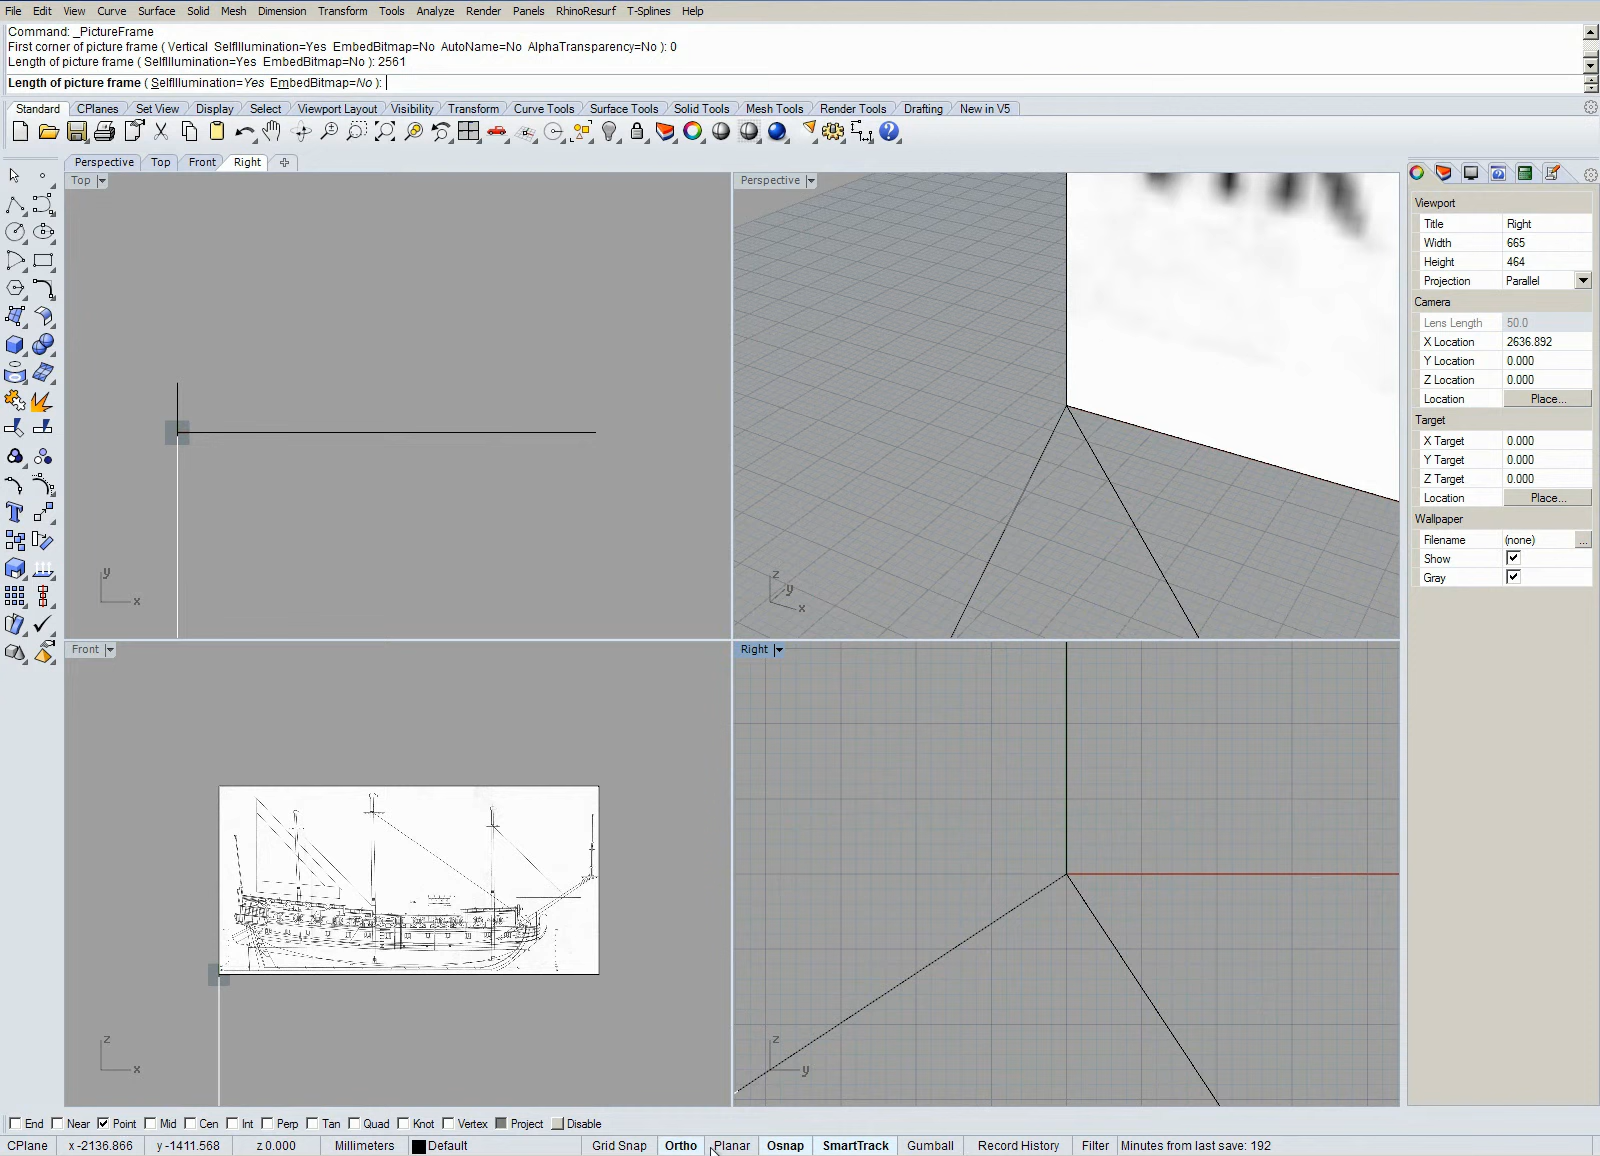 File Edit View Curve Surface Solid Mesh Dimension Transform Tools Analyze Render Panels RhinoResurf T-Splines Help
Command: _PictureFrame
First corner of picture frame ( Vertical SelfIllumination=Yes EmbedBitmap=No AutoName=No AlphaTransparency=No ): 0
Length of picture frame ( SelfIllumination=Yes EmbedBitmap=No ): 2561
Length of picture frame ( SelfIllumination=Yes EmbedBitmap=No ):
Standard CPlanes Set View Display Select Viewport Layout Visibility Transform Curve Tools Surface Tools Solid Tools Mesh Tools Render Tools Drafting New in V5
Perspective Top Front Right
Top
Perspective
Viewport
Title Right
Width 665
Height 464
Projection Parallel
Camera
Lens Length 50.0
X Location 2636.892
Y Location 0.000
Z Location 0.000
Location Place...
Target
X Target 0.000
Y Target 0.000
Z Target 0.000
Location Place...
Wallpaper
Filename (none) ...
Show
Gray
y
x
z
y
x
Front
Right
z
x
z
y
End Near Point Mid Cen Int Perp Tan Quad Knot Vertex Project Disable
CPlane x -2136.866 y -1411.568 z 0.000 Millimeters Default Grid Snap Ortho Planar Osnap SmartTrack Gumball Record History Filter Minutes from last save: 192